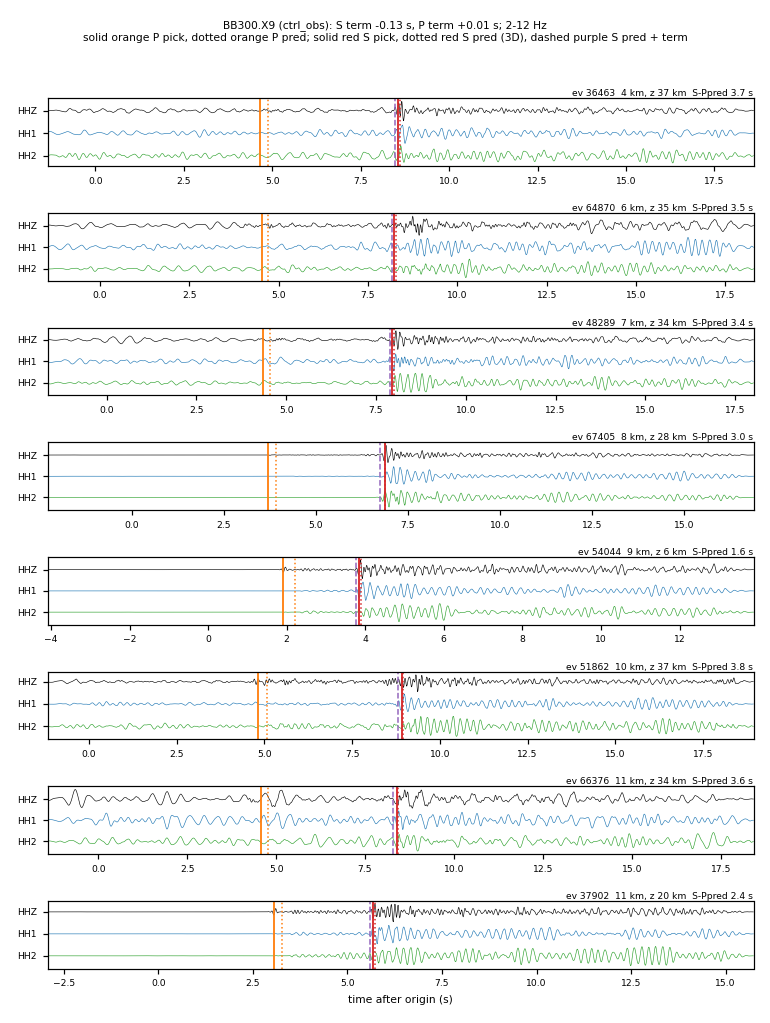 BB300.X9 (ctrl_obs): S term -0.13 s, P term +0.01 s; 2-12 Hz
solid orange P pick, dotted orange P pred; solid red S pick, dotted red S pred (3D), dashed purple S pred + term
ev 36463  4 km, z 37 km  S-Ppred 3.7 s
HHZ
HH1
HH2
0.0 2.5 5.0 7.5 10.0 12.5 15.0 17.5
ev 64870  6 km, z 35 km  S-Ppred 3.5 s
HHZ
HH1
HH2
0.0 2.5 5.0 7.5 10.0 12.5 15.0 17.5
ev 48289  7 km, z 34 km  S-Ppred 3.4 s
HHZ
HH1
HH2
0.0 2.5 5.0 7.5 10.0 12.5 15.0 17.5
ev 67405  8 km, z 28 km  S-Ppred 3.0 s
HHZ
HH1
HH2
0.0 2.5 5.0 7.5 10.0 12.5 15.0
ev 54044  9 km, z 6 km  S-Ppred 1.6 s
HHZ
HH1
HH2
−4 −2 0 2 4 6 8 10 12
ev 51862  10 km, z 37 km  S-Ppred 3.8 s
HHZ
HH1
HH2
0.0 2.5 5.0 7.5 10.0 12.5 15.0 17.5
ev 66376  11 km, z 34 km  S-Ppred 3.6 s
HHZ
HH1
HH2
0.0 2.5 5.0 7.5 10.0 12.5 15.0 17.5
ev 37902  11 km, z 20 km  S-Ppred 2.4 s
HHZ
HH1
HH2
−2.5 0.0 2.5 5.0 7.5 10.0 12.5 15.0
time after origin (s)